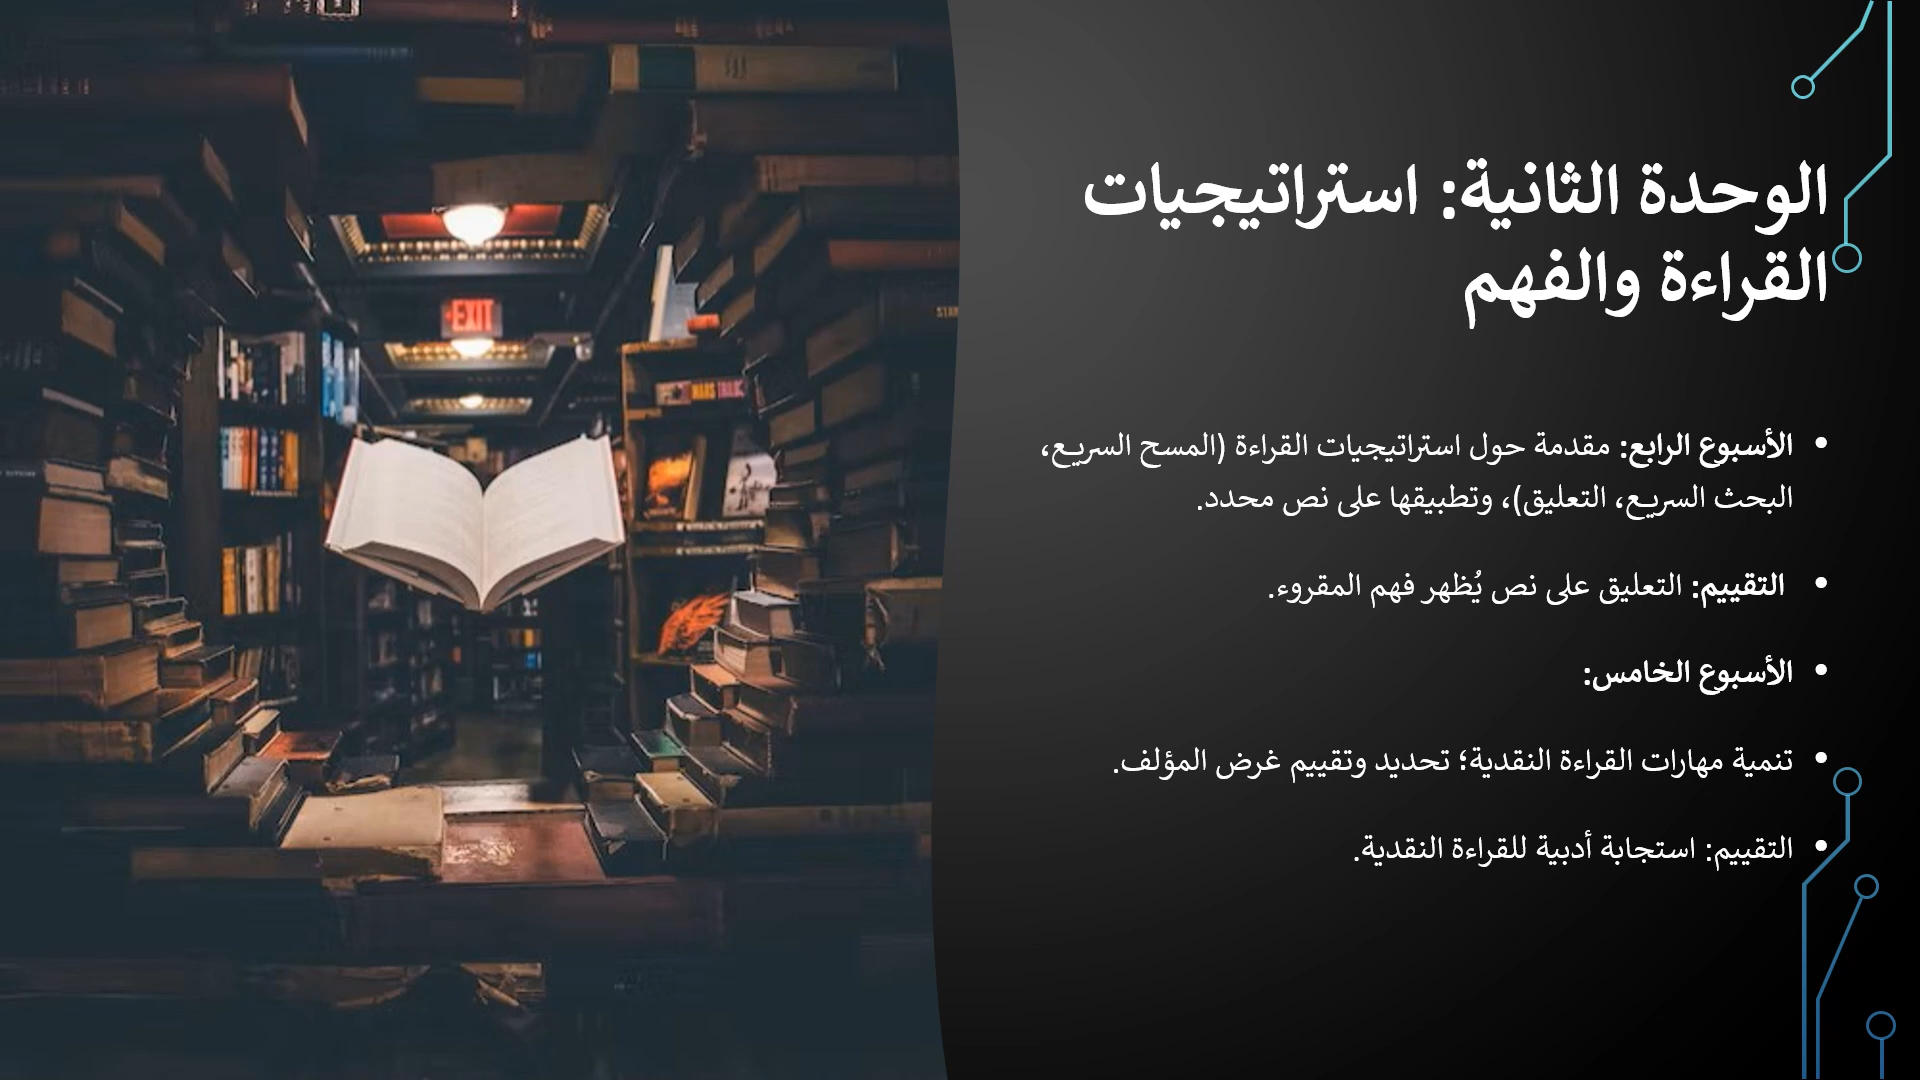 الوحدة الثانية: استراتيجيات
القراءة والفهم
• الأسبوع الرابع: مقدمة حول استراتيجيات القراءة (المسح السريع،
البحث السريع، التعليق)، وتطبيقها على نص محدد.
• التقييم: التعليق على نص يُظهر فهم المقروء.
• الأسبوع الخامس:
• تنمية مهارات القراءة النقدية؛ تحديد وتقييم غرض المؤلف.
• التقييم: استجابة أدبية للقراءة النقدية.
EXIT